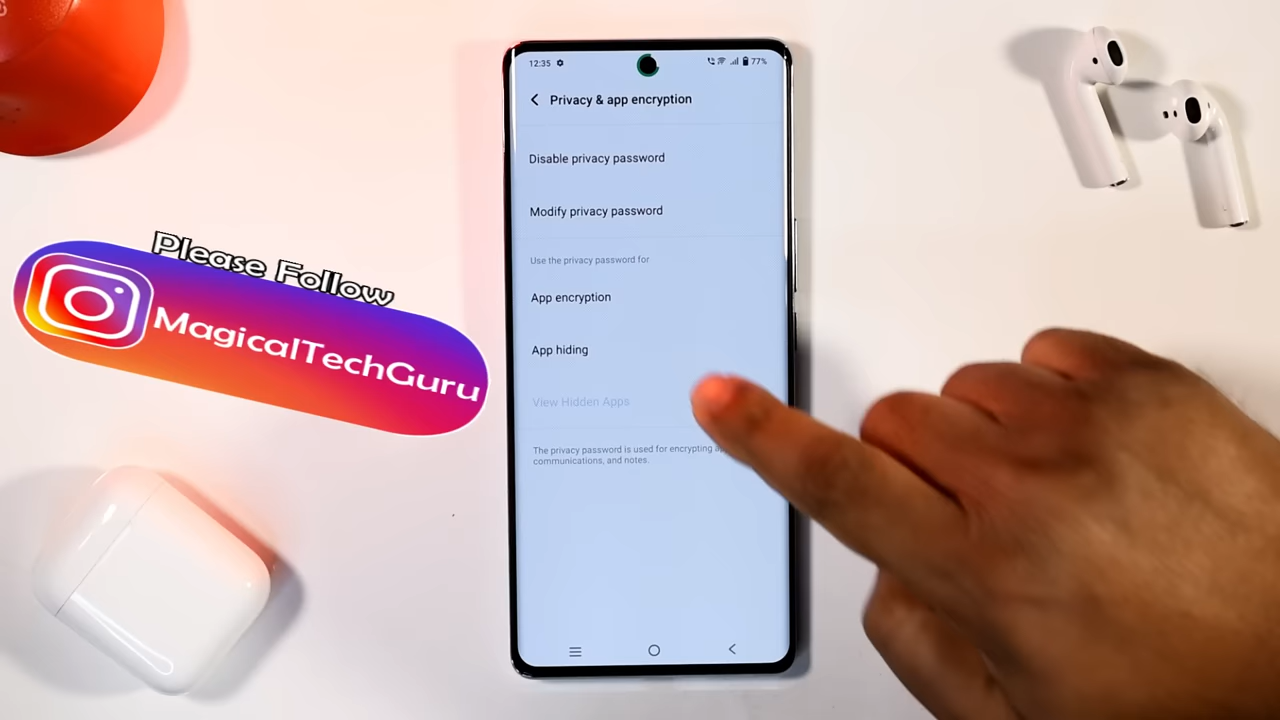 12:35
77%
Privacy & app encryption
Disable privacy password
Modify privacy password
Use the privacy password for
App encryption
App hiding
View Hidden Apps
The privacy password is used for encrypting
communications, and notes.
Please Follow
MagicalTechGuru